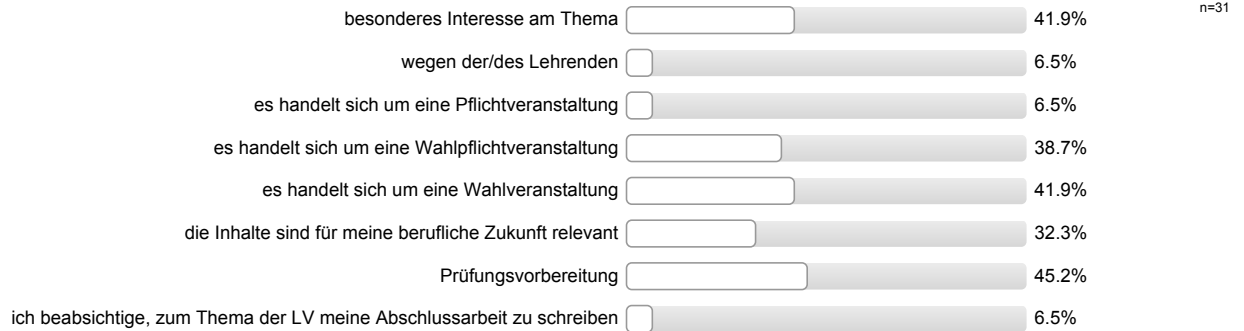 n=31
besonderes Interesse am Thema 41.9%
wegen der/des Lehrenden 6.5%
es handelt sich um eine Pflichtveranstaltung 6.5%
es handelt sich um eine Wahlpflichtveranstaltung 38.7%
es handelt sich um eine Wahlveranstaltung 41.9%
die Inhalte sind für meine berufliche Zukunft relevant 32.3%
Prüfungsvorbereitung 45.2%
ich beabsichtige, zum Thema der LV meine Abschlussarbeit zu schreiben 6.5%